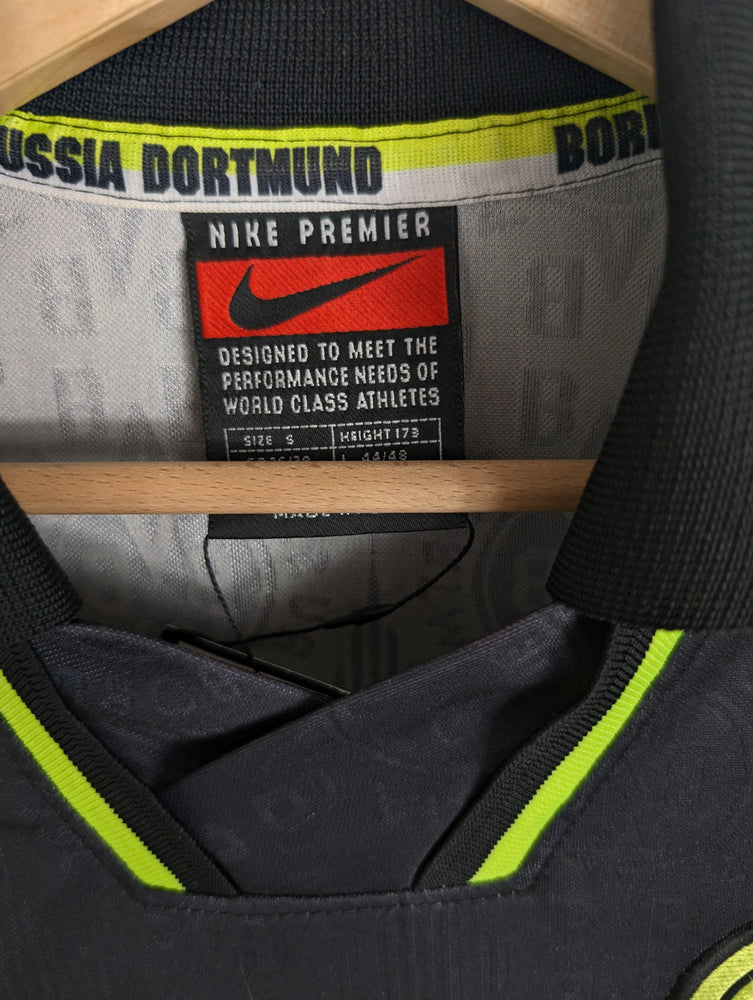 USSIA DORTMUND BOR
NIKE PREMIER
DESIGNED TO MEET THE
PERFORMANCE NEEDS OF
WORLD CLASS ATHLETES
SIZE S HEIGHT 173
44/48